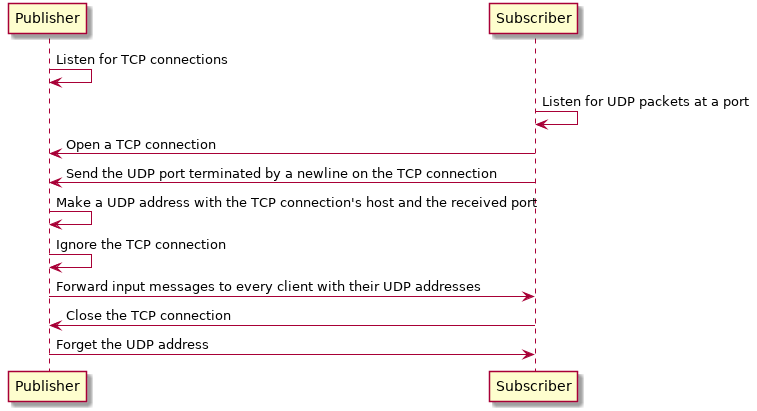 Publisher
Subscriber
Listen for TCP connections
Listen for UDP packets at a port
Open a TCP connection
Send the UDP port terminated by a newline on the TCP connection
Make a UDP address with the TCP connection's host and the received port
Ignore the TCP connection
Forward input messages to every client with their UDP addresses
Close the TCP connection
Forget the UDP address
Publisher
Subscriber